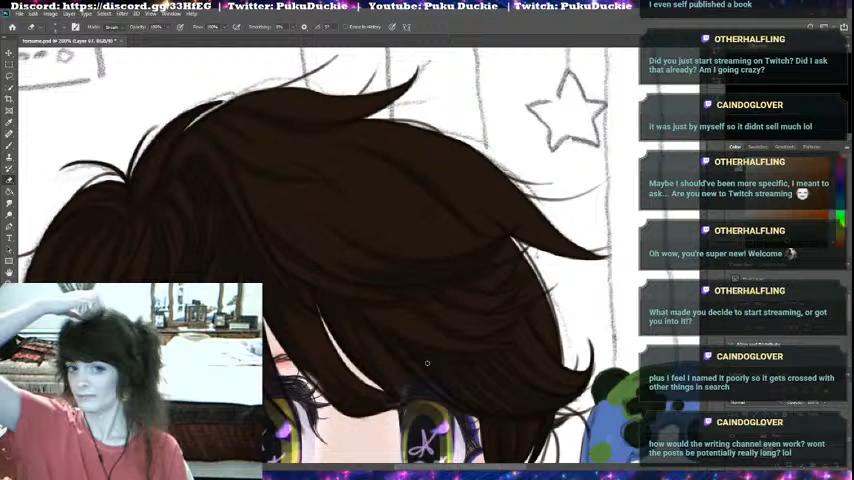 Discord: https://discord.gg/33HfEG | Twitter: PukuDuckie | Youtube: Puku Duckie | Twitch: PukuDuckie
I even self published a book
OTHERHALFLING
Did you just start streaming on Twitch? Did I ask
that already? Am I going crazy?
CAINDOGLOVER
it was just by myself so it didnt sell much lol
OTHERHALFLING
Maybe I should've been more specific, I meant to
ask... Are you new to Twitch streaming
OTHERHALFLING
Oh wow, you're super new! Welcome
OTHERHALFLING
What made you decide to start streaming, or got
you into it!?
CAINDOGLOVER
plus i feel I named it poorly so it gets crossed with
other things in search
CAINDOGLOVER
how would the writing channel even work? wont
the posts be potentially really long? lol